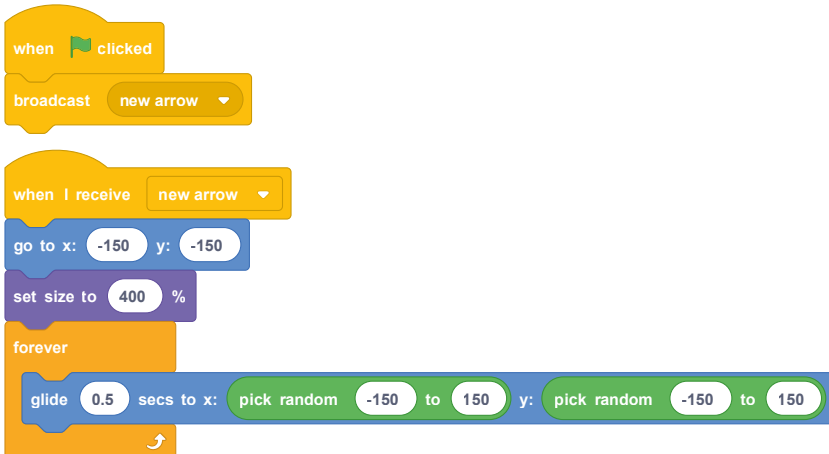 when clicked
broadcast new arrow
when I receive new arrow
go to x: -150 y: -150
set size to 400 %
forever
glide 0.5 secs to x: pick random -150 to 150 y: pick random -150 to 150